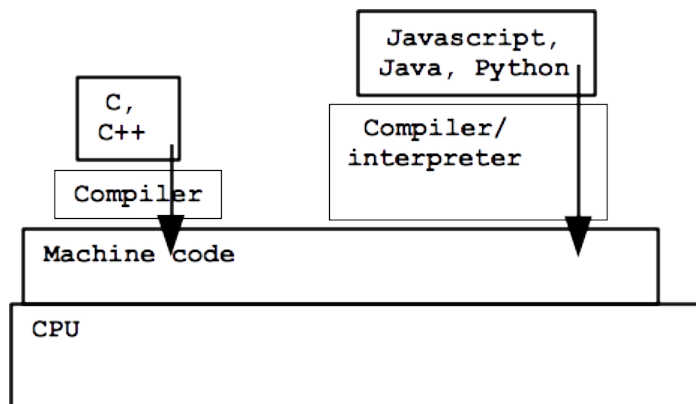 Javascript,
Java, Python
C,
C++
Compiler/
interpreter
Compiler
Machine code
CPU